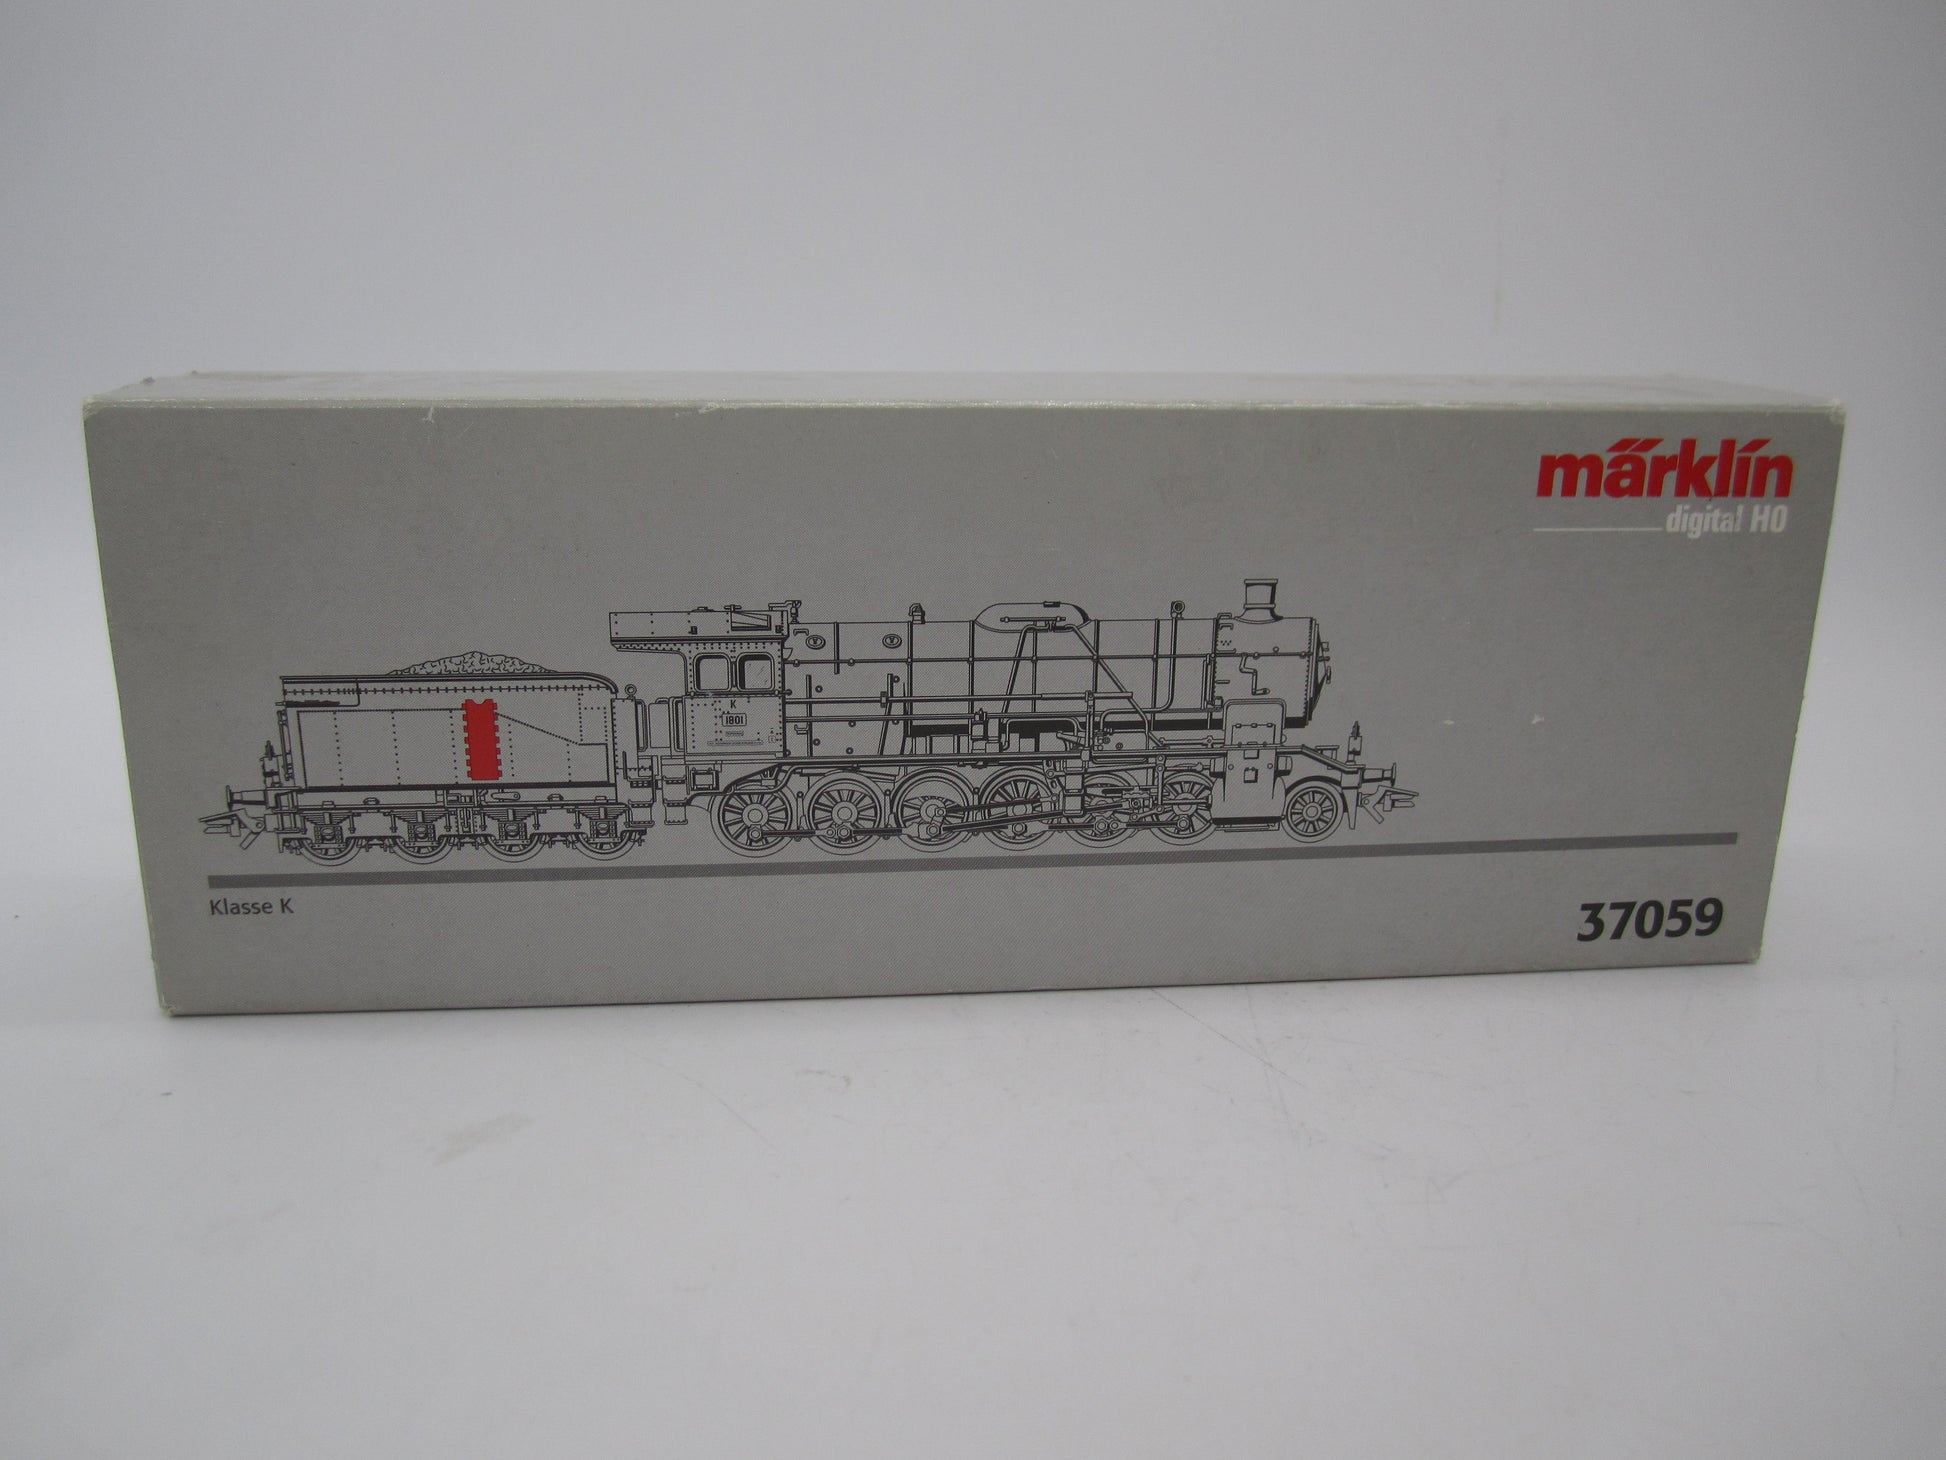 märklin
digital H0
V V
K
1801
Klasse K
37059